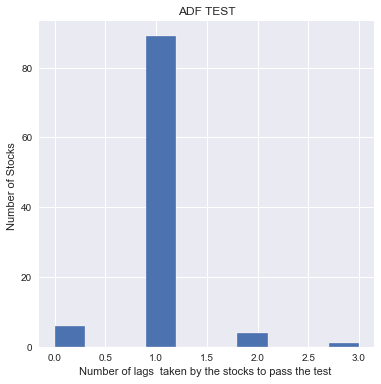 ADF TEST
Number of Stocks
80
60
40
20
0
0.0 0.5 1.0 1.5 2.0 2.5 3.0
Number of lags  taken by the stocks to pass the test